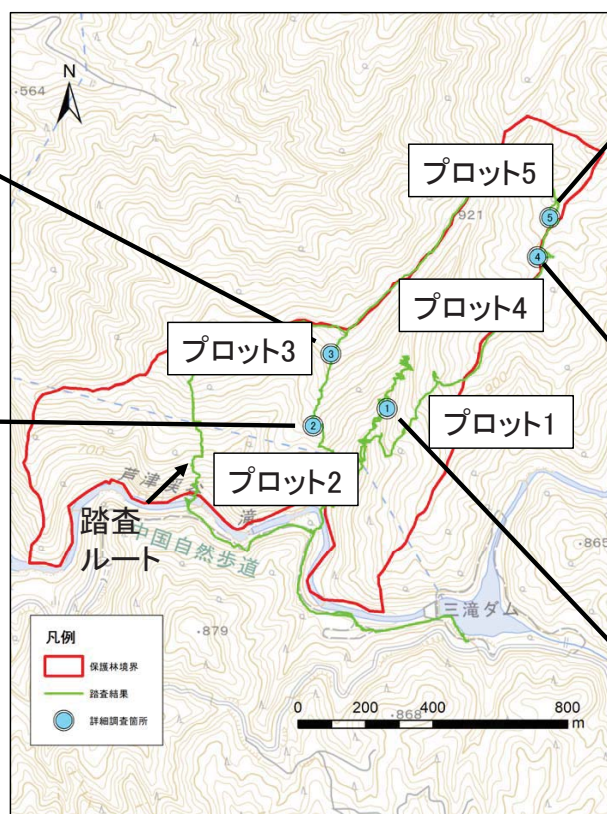 ・564
N
プロット5
921
5
4
プロット4
プロット3
3
1
プロット1
2
700
プロット2
芦津渓
滝
踏査
ルート
中国自然歩道
・865
三滝ダム
・879
凡例
保護林境界
踏査結果
詳細調査箇所
0 200 400 800
m
・868